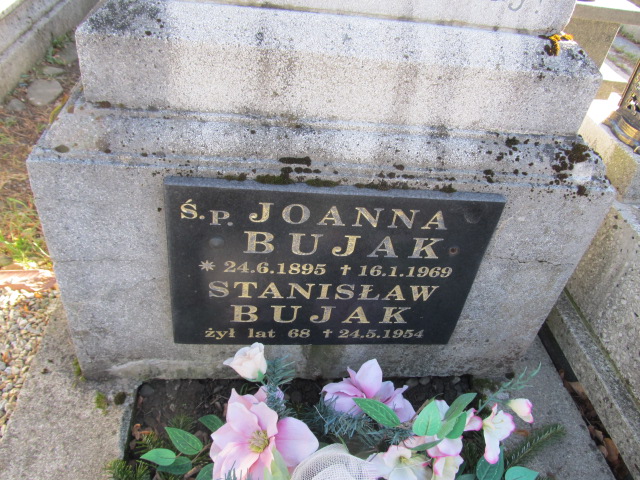 Ś.P. JOANNA
BUJAK
* 24.6.1895 † 16.1.1969
STANISŁAW
BUJAK
żył lat 68 † 24.5.1954